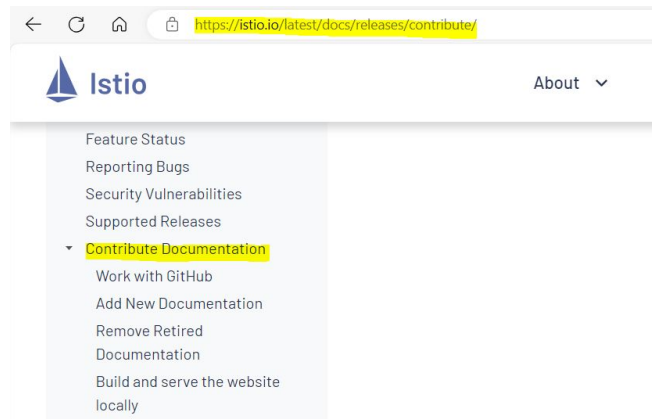 https://istio.io/latest/docs/releases/contribute/
Istio
About
Feature Status
Reporting Bugs
Security Vulnerabilities
Supported Releases
Contribute Documentation
Work with GitHub
Add New Documentation
Remove Retired
Documentation
Build and serve the website
locally